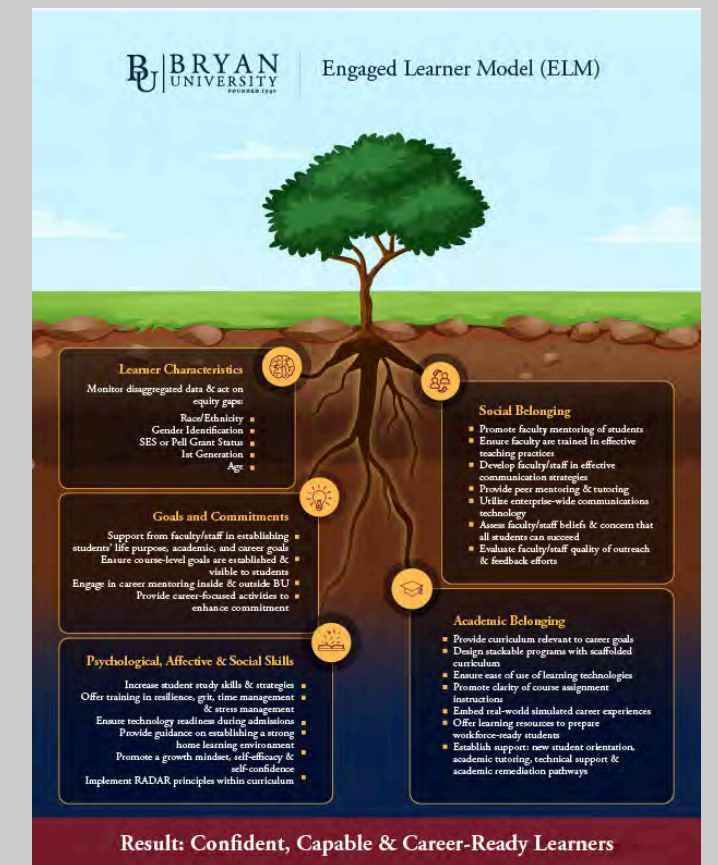 BU BRYAN
UNIVERSITY
FOUNDED 1940
Engaged Learner Model (ELM)
Learner Characteristics
Monitor disaggregated data & act on
equity gaps:
Race/Ethnicity
Gender Identification
SES or Pell Grant Status
1st Generation
Age
Goals and Commitments
Support from faculty/staff in establishing
students' life purpose, academic, and career goals
Ensure course-level goals are established &
visible to students
Engage in career mentoring inside & outside BU
Provide career-focused activities to
enhance commitment
Psychological, Affective & Social Skills
Increase student study skills & strategies
Offer training in resilience, grit, time management
& stress management
Ensure technology readiness during admissions
Provide guidance on establishing a strong
home learning environment
Promote a growth mindset, self-efficacy &
self-confidence
Implement RADAR principles within curriculum
Social Belonging
Promote faculty mentoring of students
Ensure faculty are trained in effective
teaching practices
Develop faculty/staff in effective
communication strategies
Provide peer mentoring & tutoring
Utilize enterprise-wide communications
technology
Assess faculty/staff beliefs & concern that
all students can succeed
Evaluate faculty/staff quality of outreach
& feedback efforts
Academic Belonging
Provide curriculum relevant to career goals
Design stackable programs with scaffolded
curriculum
Ensure ease of use of learning technologies
Promote clarity of course assignment
instructions
Embed real-world simulated career experiences
Offer learning resources to prepare
workforce-ready students
Establish support: new student orientation,
academic tutoring, technical support &
academic remediation pathways
Result: Confident, Capable & Career-Ready Learners